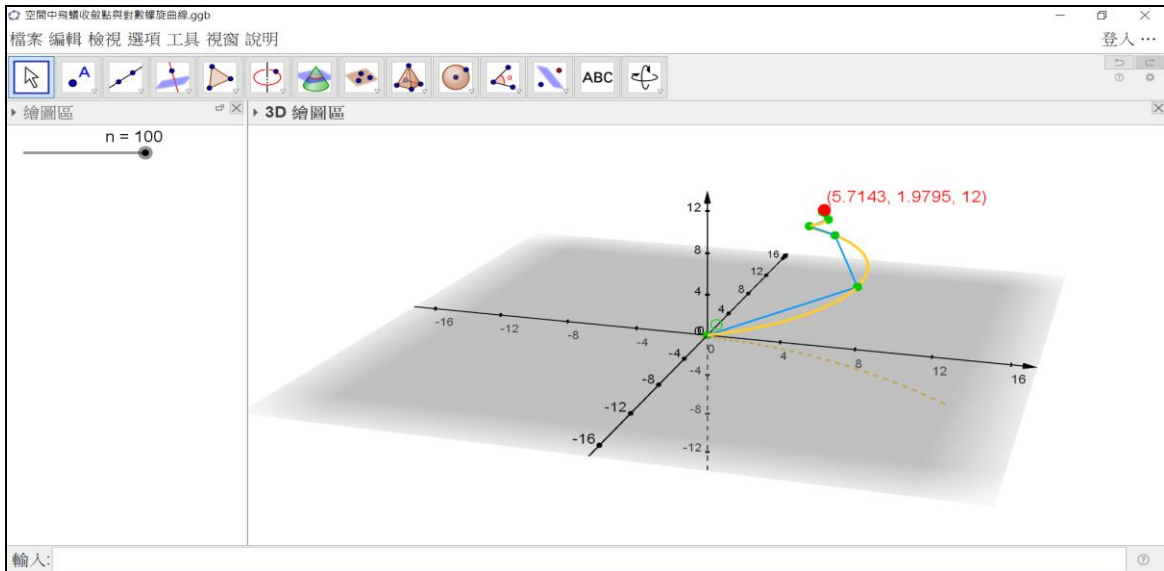 空間中飛蟻收斂點與對數螺旋曲線.ggb
檔案 編輯 檢視 選項 工具 視窗 說明
登入…
A
α
ABC
繪圖區
3D 繪圖區
n = 100
(5.7143, 1.9795, 12)
12
16
12
8
8
4
4
-16
-12
-8
-4
0
0
4
8
12
16
-4
-8
-12
-16
-4
-8
-12
輸入: